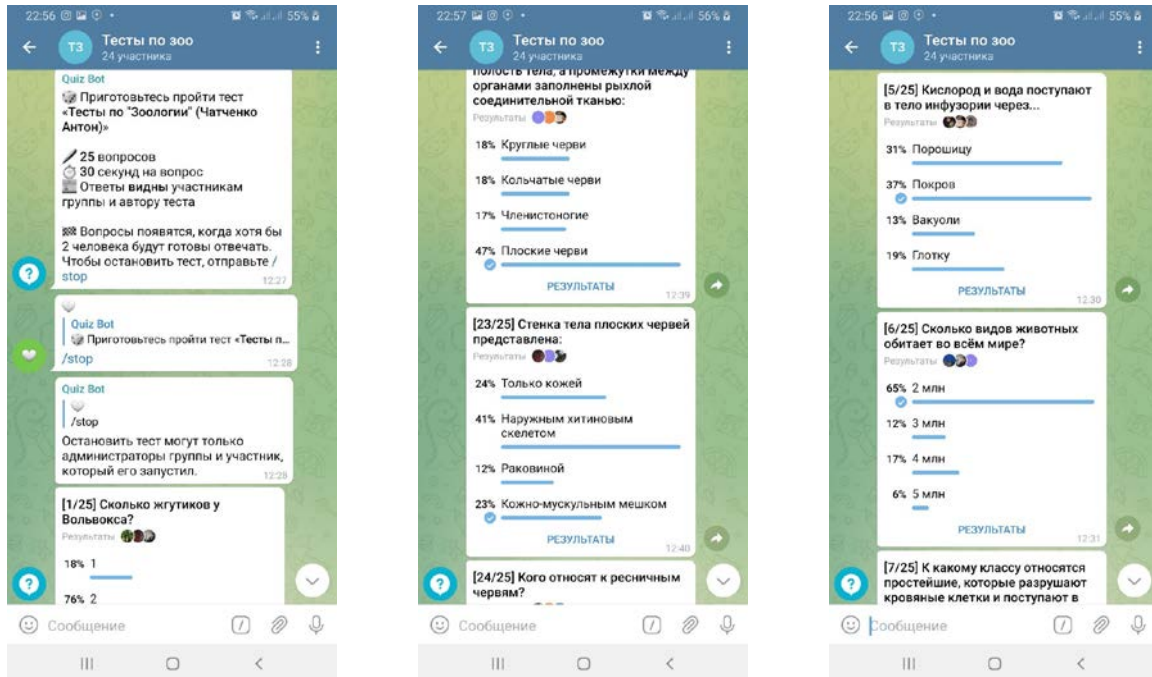 22:56
55%
ТЗ
Тесты по зоо
24 участника
Quiz Bot
Приготовьтесь пройти тест
«Тесты по "Зоологии" (Чатченко
Антон)»
25 вопросов
30 секунд на вопрос
Ответы видны участникам
группы и автору теста
Вопросы появятся, когда хотя бы
2 человека будут готовы отвечать.
Чтобы остановить тест, отправьте /
stop
12:27
Quiz Bot
Приготовьтесь пройти тест «Тесты п...
/stop
12:28
Quiz Bot
/stop
Остановить тест могут только
администраторы группы и участник,
который его запустил.
12:28
[1/25] Сколько жгутиков у
Вольвокса?
Результаты
18% 1
76% 2
Сообщение
22:57
56%
ТЗ
Тесты по зоо
24 участника
полость тела, а промежутки между
органами заполнены рыхлой
соединительной тканью:
Результаты
18% Круглые черви
18% Кольчатые черви
17% Членистоногие
47% Плоские черви
РЕЗУЛЬТАТЫ
12:39
[23/25] Стенка тела плоских червей
представлена:
Результаты
24% Только кожей
41% Наружным хитиновым
скелетом
12% Раковиной
23% Кожно-мускульным мешком
РЕЗУЛЬТАТЫ
12:40
[24/25] Кого относят к ресничным
червям?
Сообщение
22:56
55%
ТЗ
Тесты по зоо
24 участника
[5/25] Кислород и вода поступают
в тело инфузории через...
Результаты
31% Порошицу
37% Покров
13% Вакуоли
19% Глотку
РЕЗУЛЬТАТЫ
12:30
[6/25] Сколько видов животных
обитает во всём мире?
Результаты
65% 2 млн
12% 3 млн
17% 4 млн
6% 5 млн
РЕЗУЛЬТАТЫ
12:31
[7/25] К какому классу относятся
простейшие, которые разрушают
кровяные клетки и поступают в
Сообщение